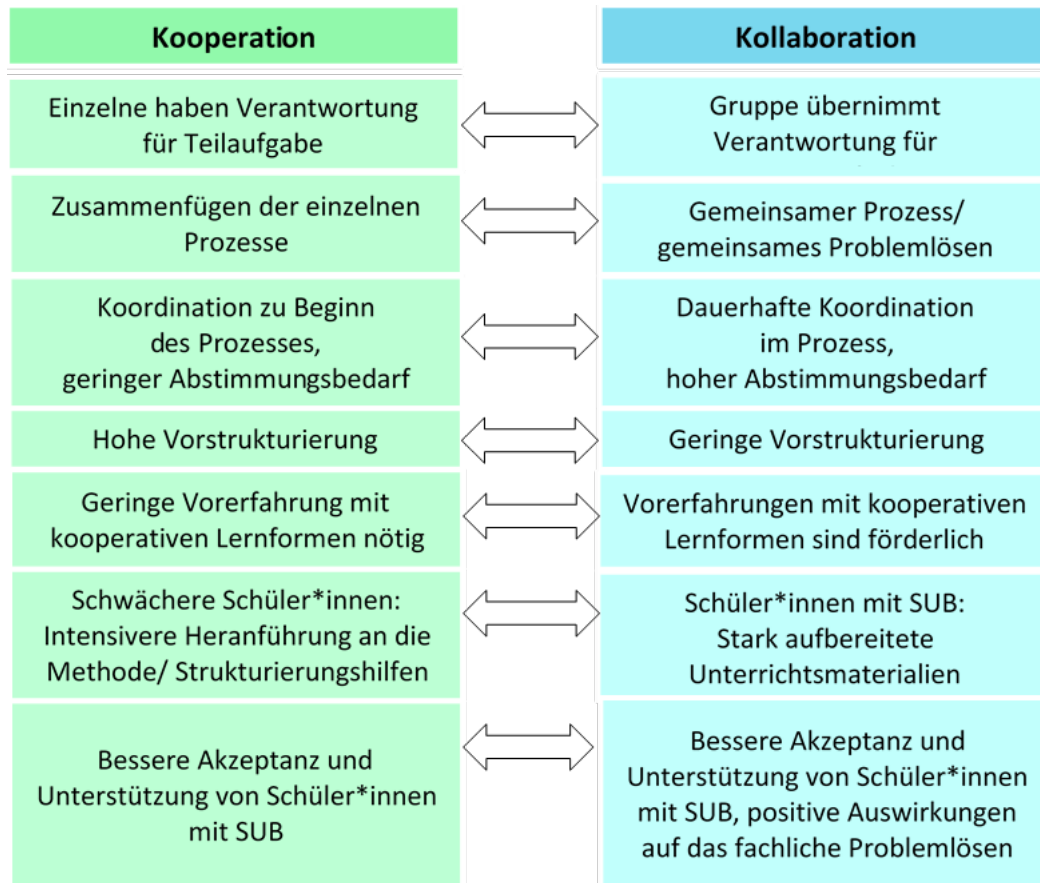 Kooperation
Kollaboration
Einzelne haben Verantwortung
für Teilaufgabe
Gruppe übernimmt
Verantwortung für
Zusammenfügen der einzelnen
Prozesse
Gemeinsamer Prozess/
gemeinsames Problemlösen
Koordination zu Beginn
des Prozesses,
geringer Abstimmungsbedarf
Dauerhafte Koordination
im Prozess,
hoher Abstimmungsbedarf
Hohe Vorstrukturierung
Geringe Vorstrukturierung
Geringe Vorerfahrung mit
kooperativen Lernformen nötig
Vorerfahrungen mit kooperativen
Lernformen sind förderlich
Schwächere Schüler*innen:
Intensivere Heranführung an die
Methode/ Strukturierungshilfen
Schüler*innen mit SUB:
Stark aufbereitete
Unterrichtsmaterialien
Bessere Akzeptanz und
Unterstützung von Schüler*innen
mit SUB
Bessere Akzeptanz und
Unterstützung von Schüler*innen
mit SUB, positive Auswirkungen
auf das fachliche Problemlösen